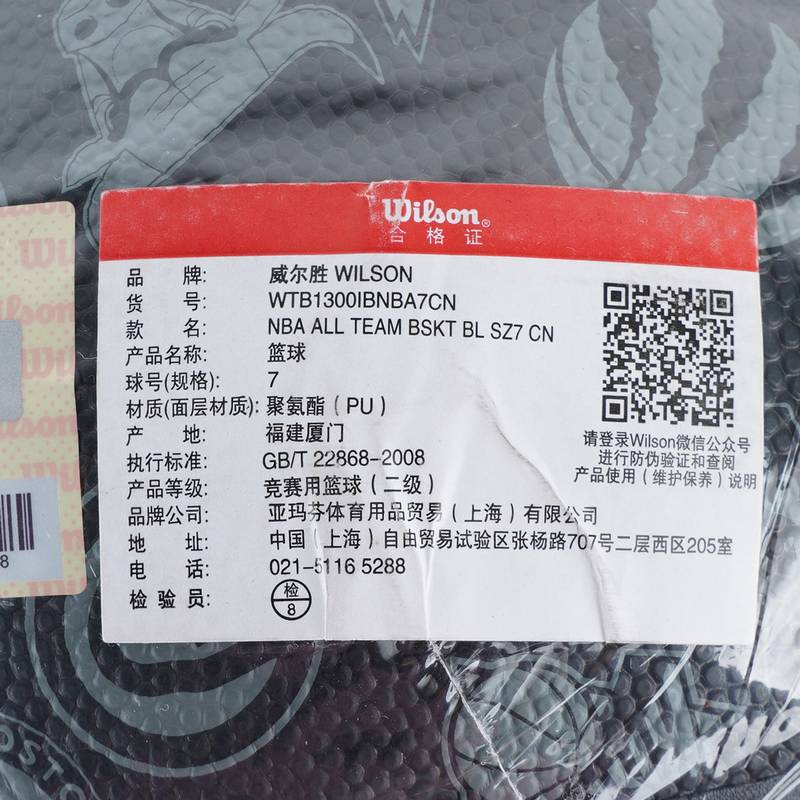 Wilson®
合格证
品 牌: 威尔胜 WILSON
货 号: WTB1300IBNBA7CN
款 名: NBA ALL TEAM BSKT BL SZ7 CN
产品名称: 篮球
球号(规格): 7
材质(面层材质): 聚氨酯(PU)
产 地: 福建厦门
执行标准: GB/T 22868-2008
产品等级: 竞赛用篮球(二级)
品牌公司: 亚玛芬体育用品贸易(上海)有限公司
地 址: 中国(上海)自由贸易试验区张杨路707号二层西区205室
电 话: 021-5116 5288
检 验 员: 检 8
请登录Wilson微信公众号
进行防伪验证和查阅
产品使用(维护保养)说明
8